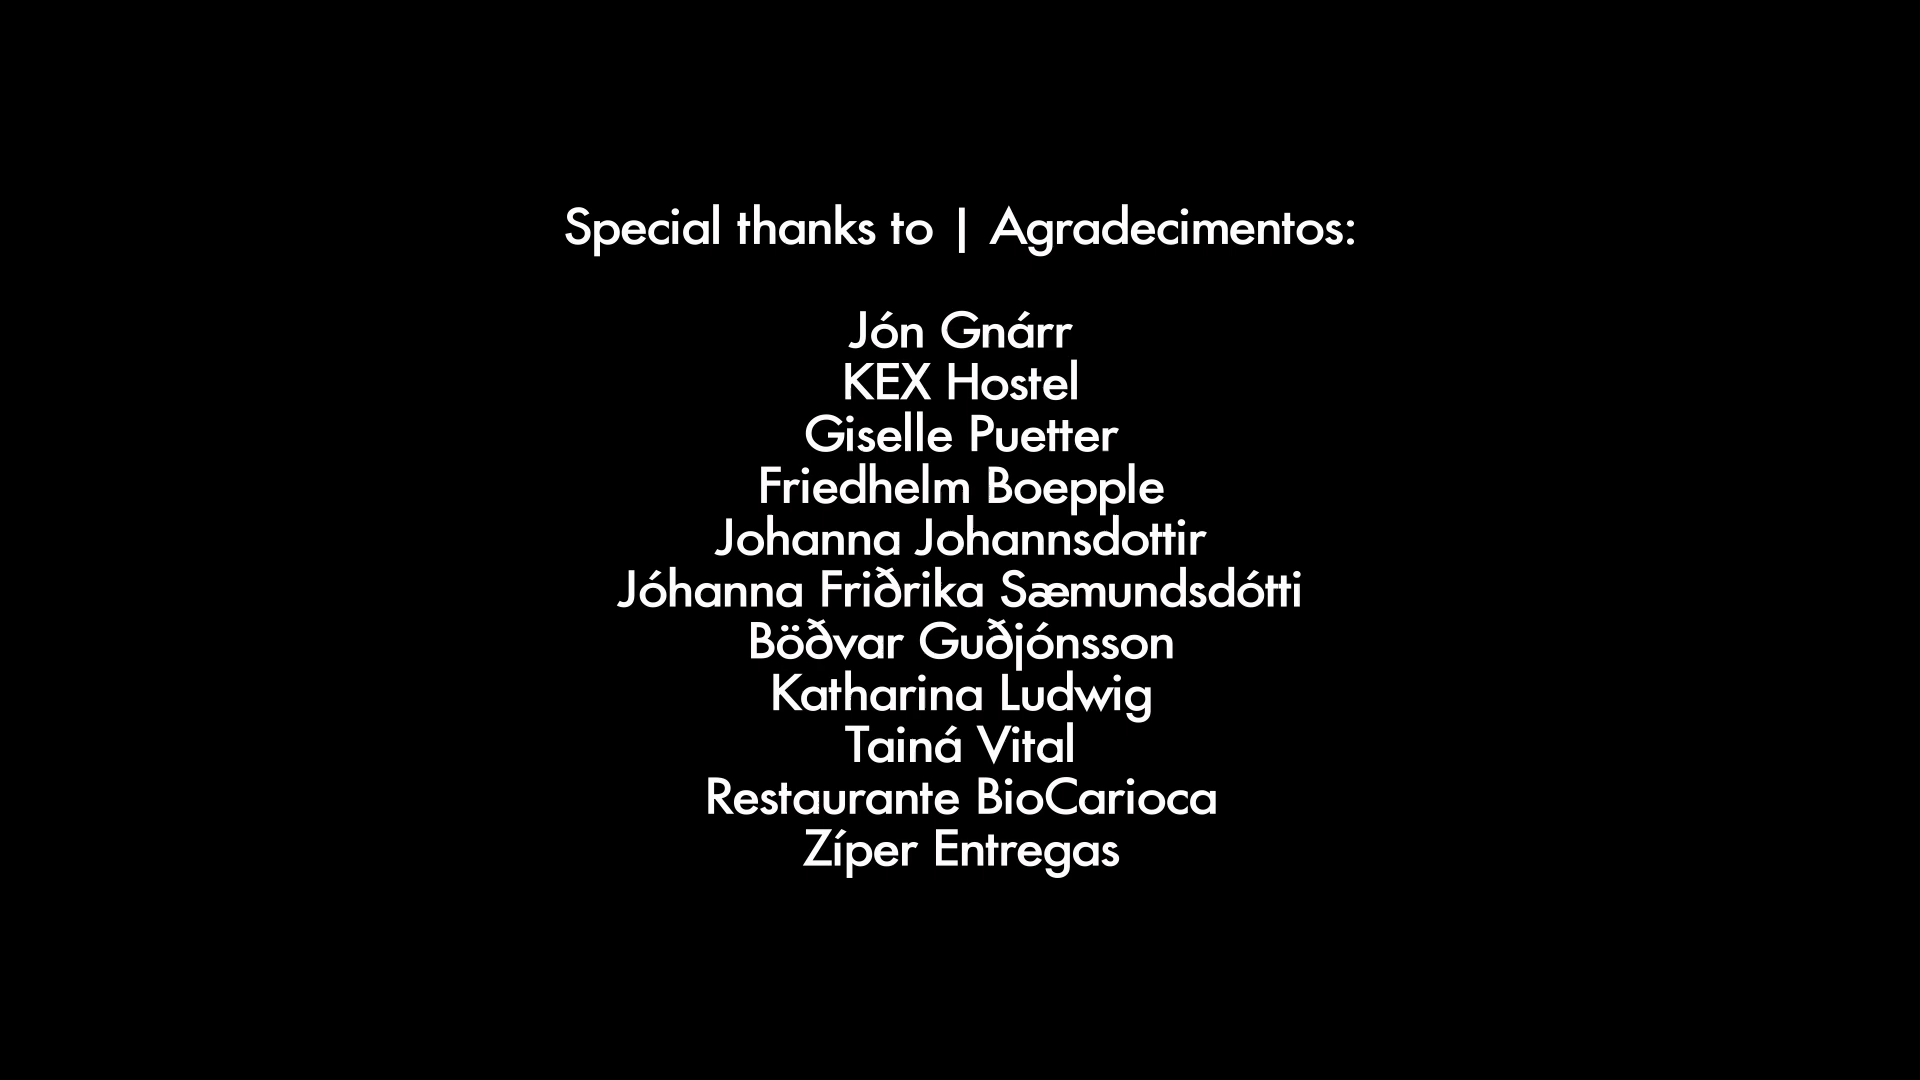 Special thanks to | Agradecimentos:
Jón Gnárr
KEX Hostel
Giselle Puetter
Friedhelm Boepple
Johanna Johannsdottir
Jóhanna Friðrika Sæmundsdótti
Böðvar Guðjónsson
Katharina Ludwig
Tainá Vital
Restaurante BioCarioca
Zíper Entregas